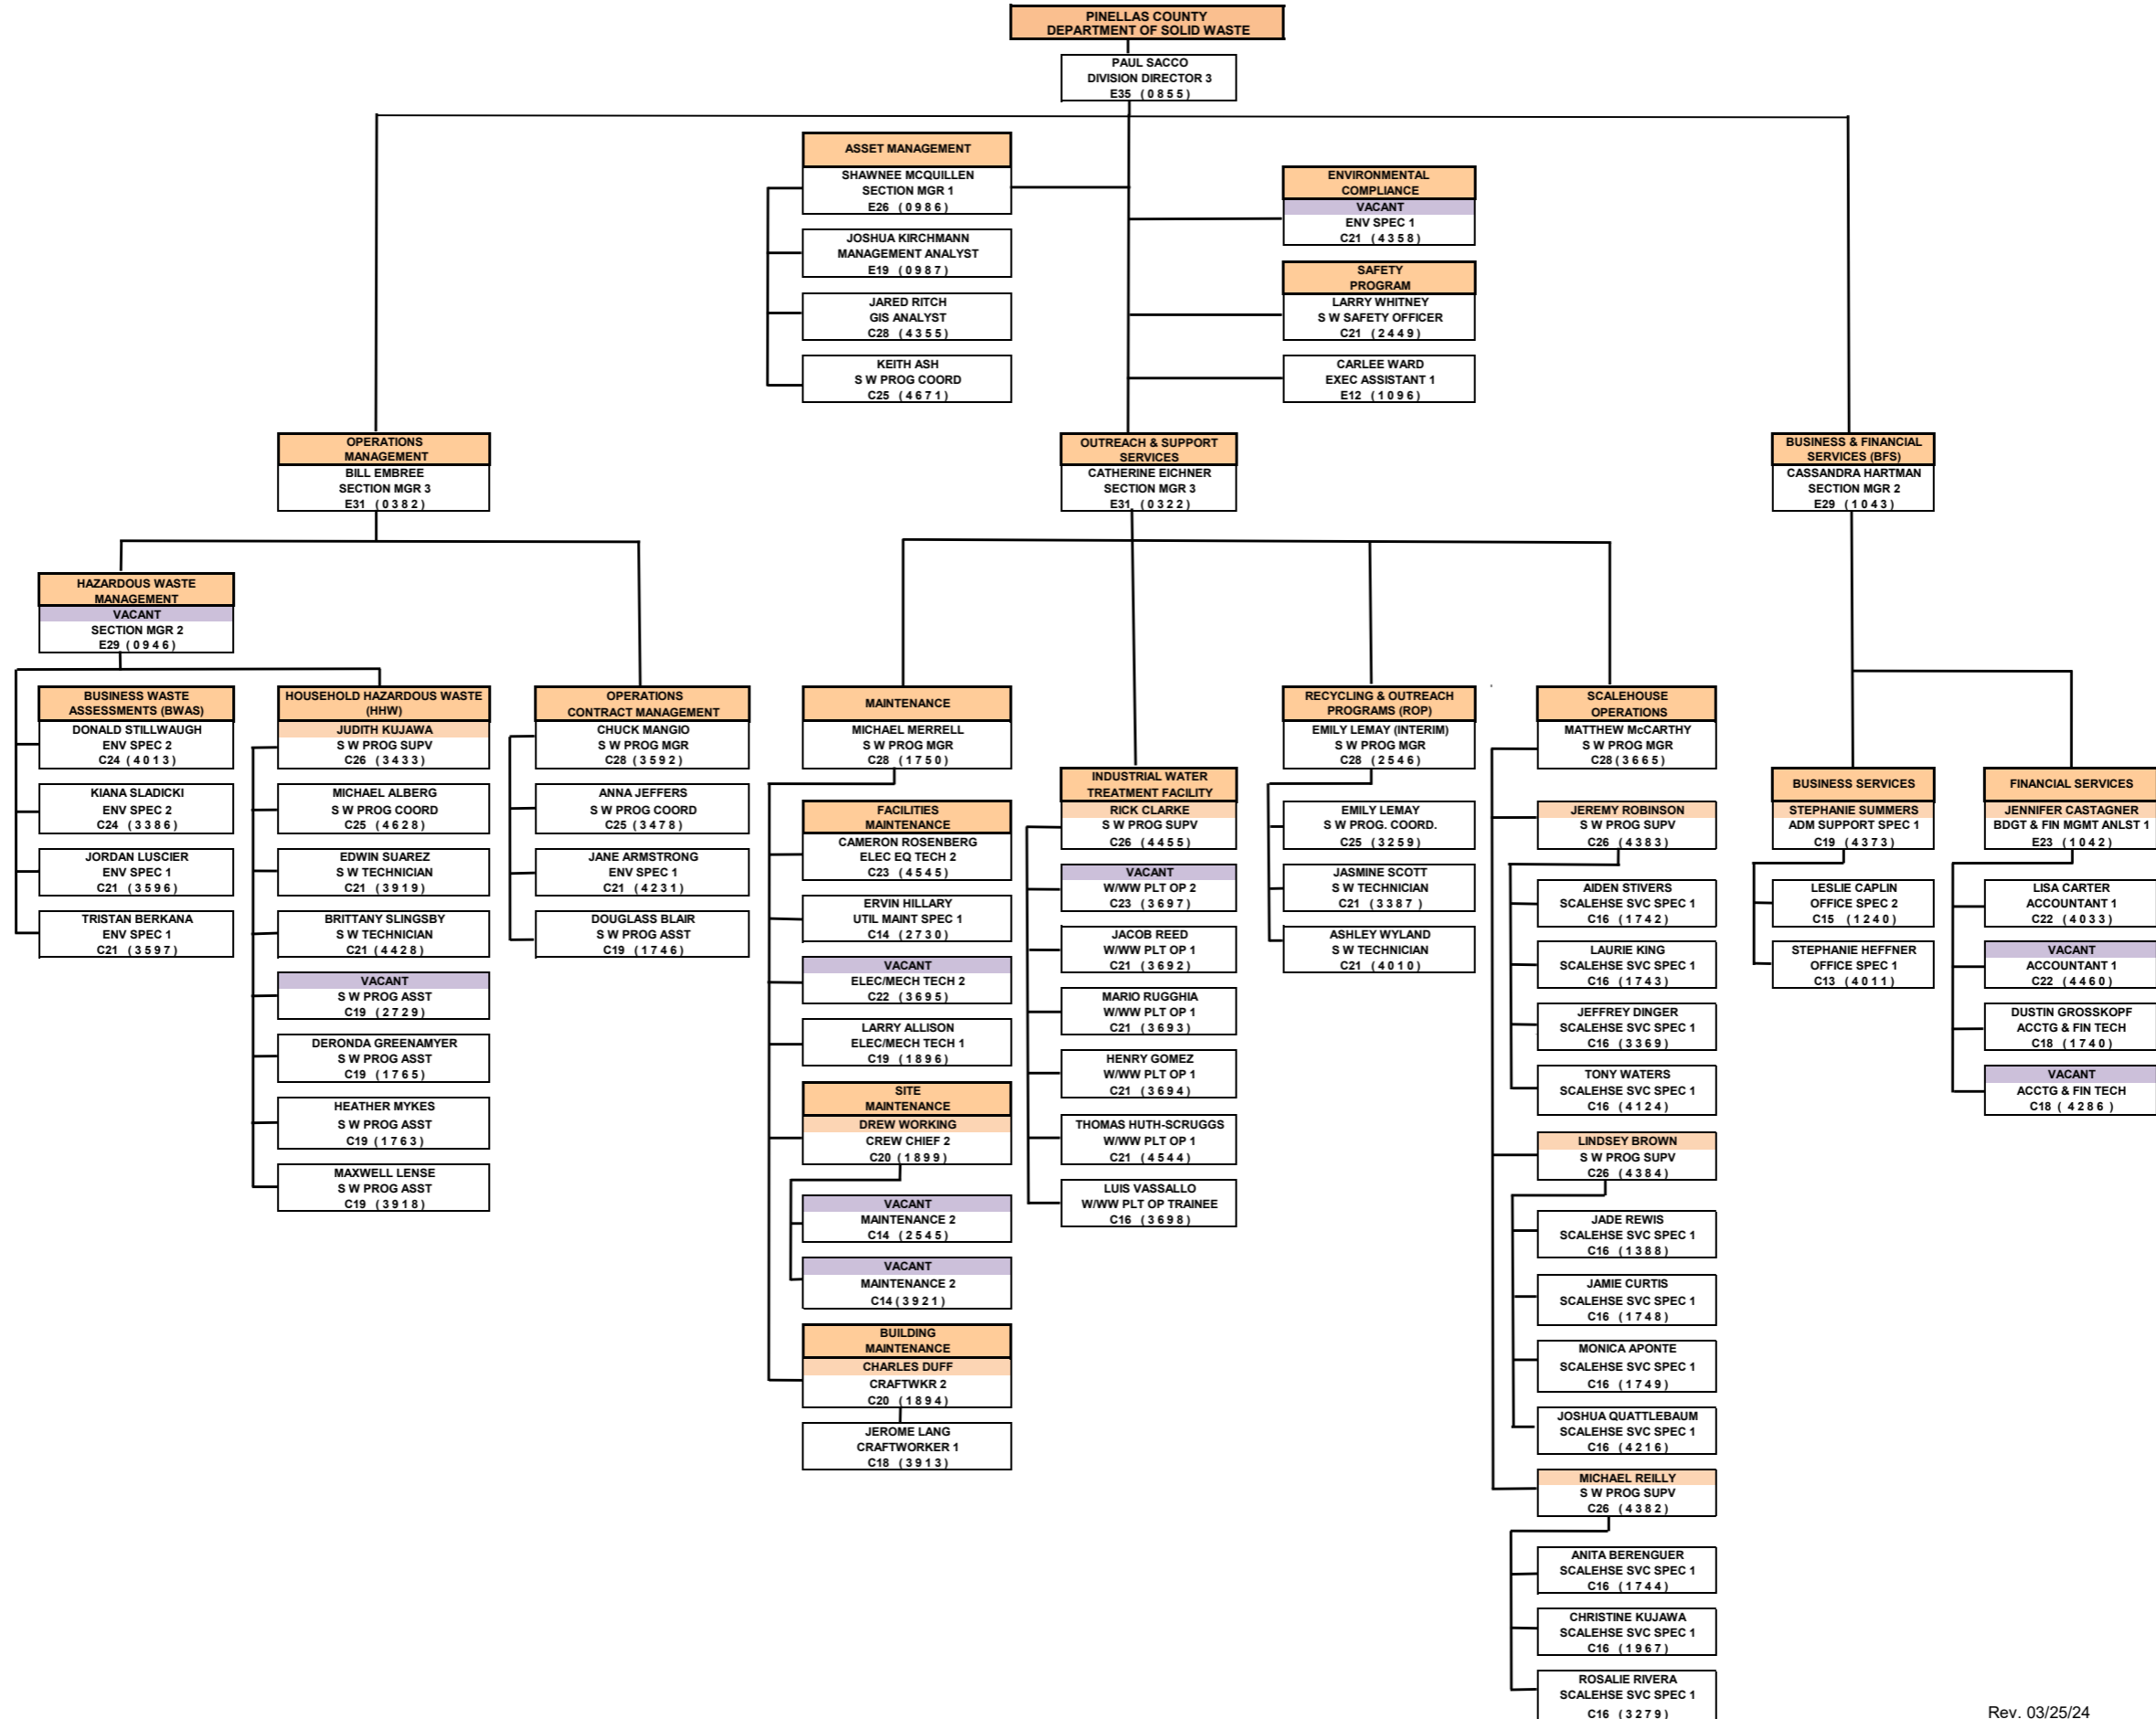 PINELLAS COUNTY
DEPARTMENT OF SOLID WASTE
PAUL SACCO
DIVISION DIRECTOR 3
E35 (0855)
ASSET MANAGEMENT
SHAWNEE MCQUILLEN
SECTION MGR 1
E26 (0986)
JOSHUA KIRCHMANN
MANAGEMENT ANALYST
E19 (0987)
JARED RITCH
GIS ANALYST
C28 (4355)
KEITH ASH
S W PROG COORD
C25 (4671)
ENVIRONMENTAL
COMPLIANCE
VACANT
ENV SPEC 1
C21 (4358)
SAFETY
PROGRAM
LARRY WHITNEY
S W SAFETY OFFICER
C21 (2449)
CARLEE WARD
EXEC ASSISTANT 1
E12 (1096)
OPERATIONS
MANAGEMENT
BILL EMBREE
SECTION MGR 3
E31 (0382)
OUTREACH & SUPPORT
SERVICES
CATHERINE EICHNER
SECTION MGR 3
E31 (0322)
BUSINESS & FINANCIAL
SERVICES (BFS)
CASSANDRA HARTMAN
SECTION MGR 2
E29 (1043)
HAZARDOUS WASTE
MANAGEMENT
VACANT
SECTION MGR 2
E29 (0946)
BUSINESS WASTE
ASSESSMENTS (BWAS)
DONALD STILLWAUGH
ENV SPEC 2
C24 (4013)
KIANA SLADICKI
ENV SPEC 2
C24 (3386)
JORDAN LUSCIER
ENV SPEC 1
C21 (3596)
TRISTAN BERKANA
ENV SPEC 1
C21 (3597)
HOUSEHOLD HAZARDOUS WASTE
(HHW)
JUDITH KUJAWA
S W PROG SUPV
C26 (3433)
MICHAEL ALBERG
S W PROG COORD
C25 (4628)
EDWIN SUAREZ
S W TECHNICIAN
C21 (3919)
BRITTANY SLINGSBY
S W TECHNICIAN
C21 (4428)
VACANT
S W PROG ASST
C19 (2729)
DERONDA GREENAMYER
S W PROG ASST
C19 (1765)
HEATHER MYKES
S W PROG ASST
C19 (1763)
MAXWELL LENSE
S W PROG ASST
C19 (3918)
OPERATIONS
CONTRACT MANAGEMENT
CHUCK MANGIO
S W PROG MGR
C28 (3592)
ANNA JEFFERS
S W PROG COORD
C25 (3478)
JANE ARMSTRONG
ENV SPEC 1
C21 (4231)
DOUGLASS BLAIR
S W PROG ASST
C19 (1746)
MAINTENANCE
MICHAEL MERRELL
S W PROG MGR
C28 (1750)
FACILITIES
MAINTENANCE
CAMERON ROSENBERG
ELEC EQ TECH 2
C23 (4545)
ERVIN HILLARY
UTIL MAINT SPEC 1
C14 (2730)
VACANT
ELEC/MECH TECH 2
C22 (3695)
LARRY ALLISON
ELEC/MECH TECH 1
C19 (1896)
SITE
MAINTENANCE
DREW WORKING
CREW CHIEF 2
C20 (1899)
VACANT
MAINTENANCE 2
C14 (2545)
VACANT
MAINTENANCE 2
C14 (3921)
BUILDING
MAINTENANCE
CHARLES DUFF
CRAFTWKR 2
C20 (1894)
JEROME LANG
CRAFTWORKER 1
C18 (3913)
INDUSTRIAL WATER
TREATMENT FACILITY
RICK CLARKE
S W PROG SUPV
C26 (4455)
VACANT
W/WW PLT OP 2
C23 (3697)
JACOB REED
W/WW PLT OP 1
C21 (3692)
MARIO RUGGHIA
W/WW PLT OP 1
C21 (3693)
HENRY GOMEZ
W/WW PLT OP 1
C21 (3694)
THOMAS HUTH-SCRUGGS
W/WW PLT OP 1
C21 (4544)
LUIS VASSALLO
W/WW PLT OP TRAINEE
C16 (3698)
RECYCLING & OUTREACH
PROGRAMS (ROP)
EMILY LEMAY (INTERIM)
S W PROG MGR
C28 (2546)
EMILY LEMAY
S W PROG. COORD.
C25 (3259)
JASMINE SCOTT
S W TECHNICIAN
C21 (3387)
ASHLEY WYLAND
S W TECHNICIAN
C21 (4010)
SCALEHOUSE
OPERATIONS
MATTHEW McCARTHY
S W PROG MGR
C28 (3665)
JEREMY ROBINSON
S W PROG SUPV
C26 (4383)
AIDEN STIVERS
SCALEHSE SVC SPEC 1
C16 (1742)
LAURIE KING
SCALEHSE SVC SPEC 1
C16 (1743)
JEFFREY DINGER
SCALEHSE SVC SPEC 1
C16 (3369)
TONY WATERS
SCALEHSE SVC SPEC 1
C16 (4124)
LINDSEY BROWN
S W PROG SUPV
C26 (4384)
JADE REWIS
SCALEHSE SVC SPEC 1
C16 (1388)
JAMIE CURTIS
SCALEHSE SVC SPEC 1
C16 (1748)
MONICA APONTE
SCALEHSE SVC SPEC 1
C16 (1749)
JOSHUA QUATTLEBAUM
SCALEHSE SVC SPEC 1
C16 (4216)
MICHAEL REILLY
S W PROG SUPV
C26 (4382)
ANITA BERENGUER
SCALEHSE SVC SPEC 1
C16 (1744)
CHRISTINE KUJAWA
SCALEHSE SVC SPEC 1
C16 (1967)
ROSALIE RIVERA
SCALEHSE SVC SPEC 1
C16 (3279)
BUSINESS SERVICES
STEPHANIE SUMMERS
ADM SUPPORT SPEC 1
C19 (4373)
LESLIE CAPLIN
OFFICE SPEC 2
C15 (1240)
STEPHANIE HEFFNER
OFFICE SPEC 1
C13 (4011)
FINANCIAL SERVICES
JENNIFER CASTAGNER
BDGT & FIN MGMT ANLST 1
E23 (1042)
LISA CARTER
ACCOUNTANT 1
C22 (4033)
VACANT
ACCOUNTANT 1
C22 (4460)
DUSTIN GROSSKOPF
ACCTG & FIN TECH
C18 (1740)
VACANT
ACCTG & FIN TECH
C18 (4286)
Rev. 03/25/24